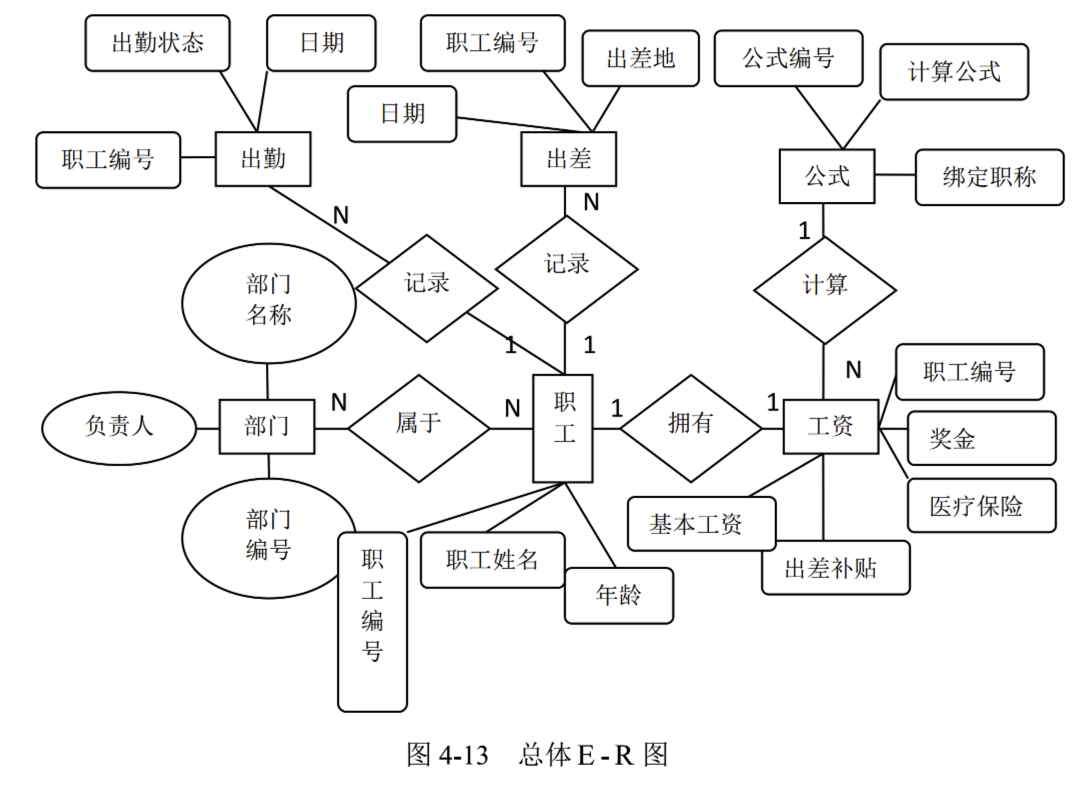 出勤状态
日期
职工编号
出差地
公式编号
计算公式
日期
职工编号
出勤
出差
公式
绑定职称
N
N
1
记录
记录
计算
部门
名称
1
1
N
职工编号
负责人
部门
N
属于
N
职
工
1
拥有
1
工资
奖金
医疗保险
部门
编号
职
工
编
号
职工姓名
年龄
基本工资
出差补贴
图 4-13 总体 E - R 图